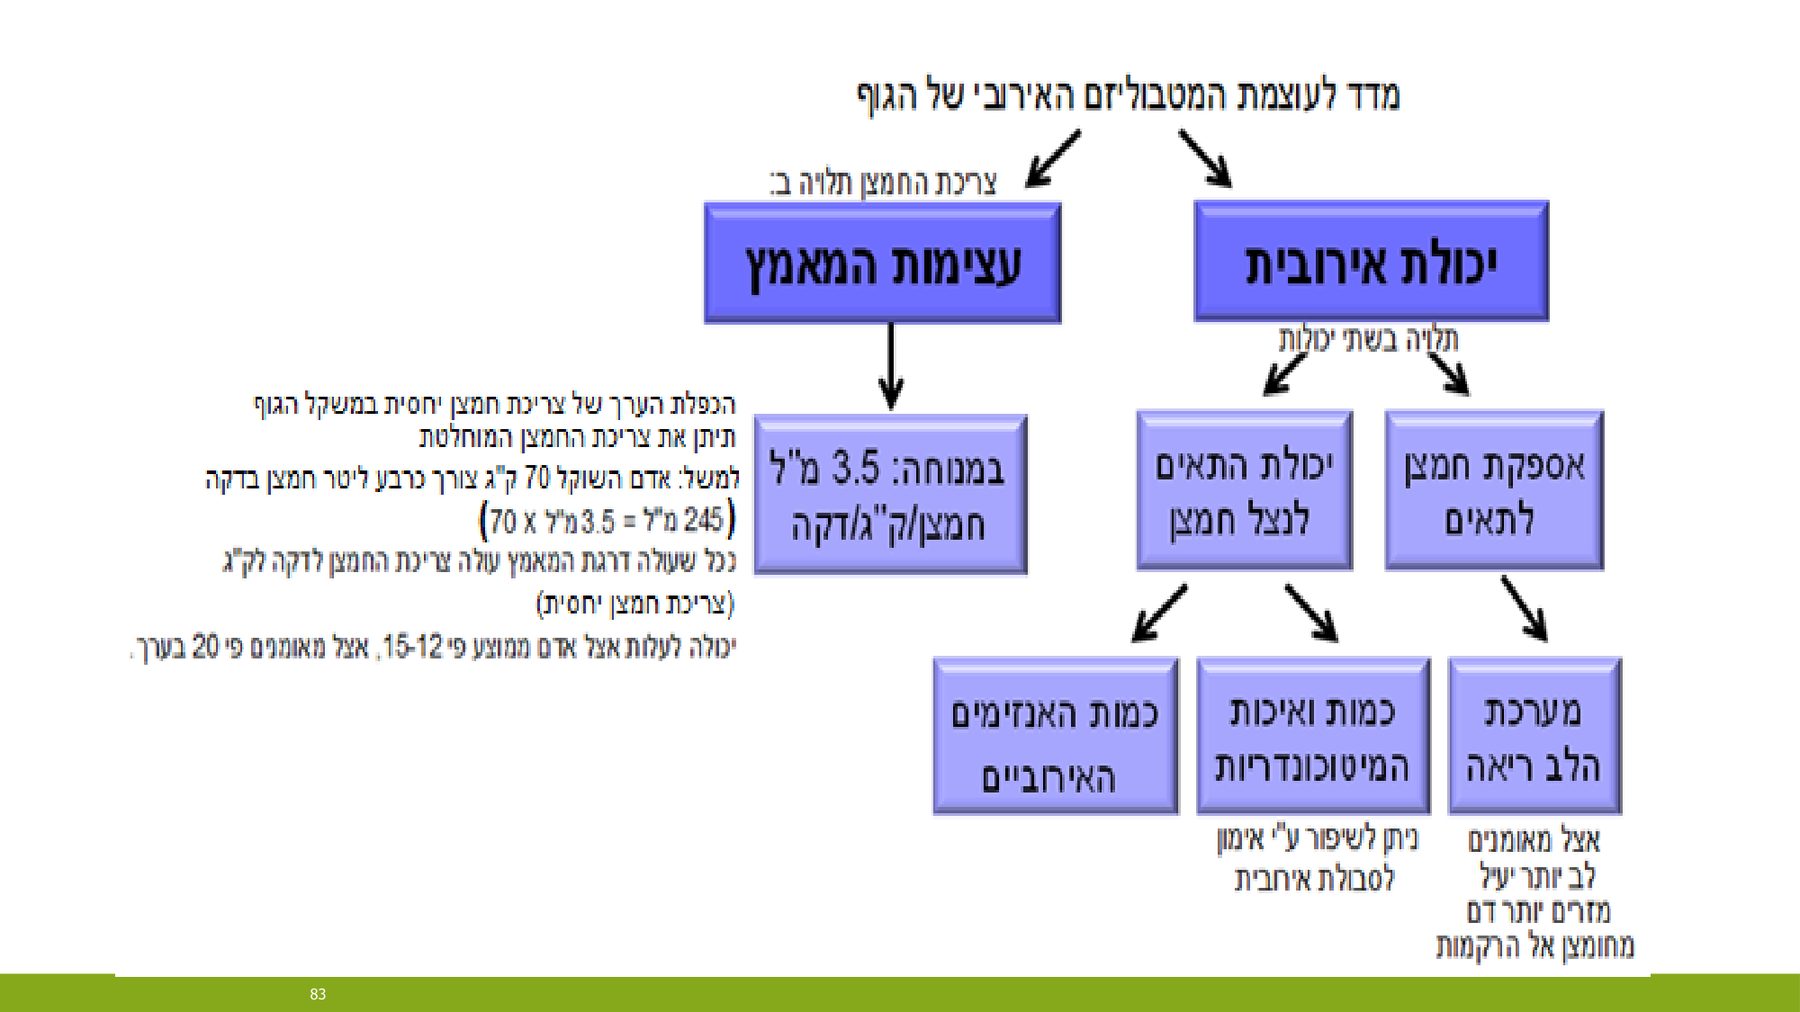 מדד לעוצמת המטבוליזם האירובי של הגוף
צריכת החמצן תלויה ב:
יכולת אירובית
עצימות המאמץ
תלויה בשתי יכולות
אספקת חמצן
לתאים
יכולת התאים
לנצל חמצן
במנוחה: 3.5 מ"ל
חמצן/ק"ג/דקה
הכפלת הערך של צריכת חמצן יחסית במשקל הגוף
תיתן את צריכת החמצן המוחלטת
למשל: אדם השוקל 70 ק"ג צורך כרבע ליטר חמצן בדקה
(245 מ"ל = 3.5 מ"ל X 70)
ככל שעולה דרגת המאמץ עולה צריכת החמצן לדקה לק"ג
(צריכת חמצן יחסית)
יכולה לעלות אצל אדם ממוצע פי 15-12, אצל מאומנים פי 20 בערך.
מערכת
הלב ריאה
כמות ואיכות
המיטוכונדריות
כמות האנזימים
האירוביים
אצל מאומנים
לב יותר יעיל
מזרים יותר דם
מחומצן אל הרקמות
ניתן לשיפור ע"י אימון
לסבולת אירובית
83